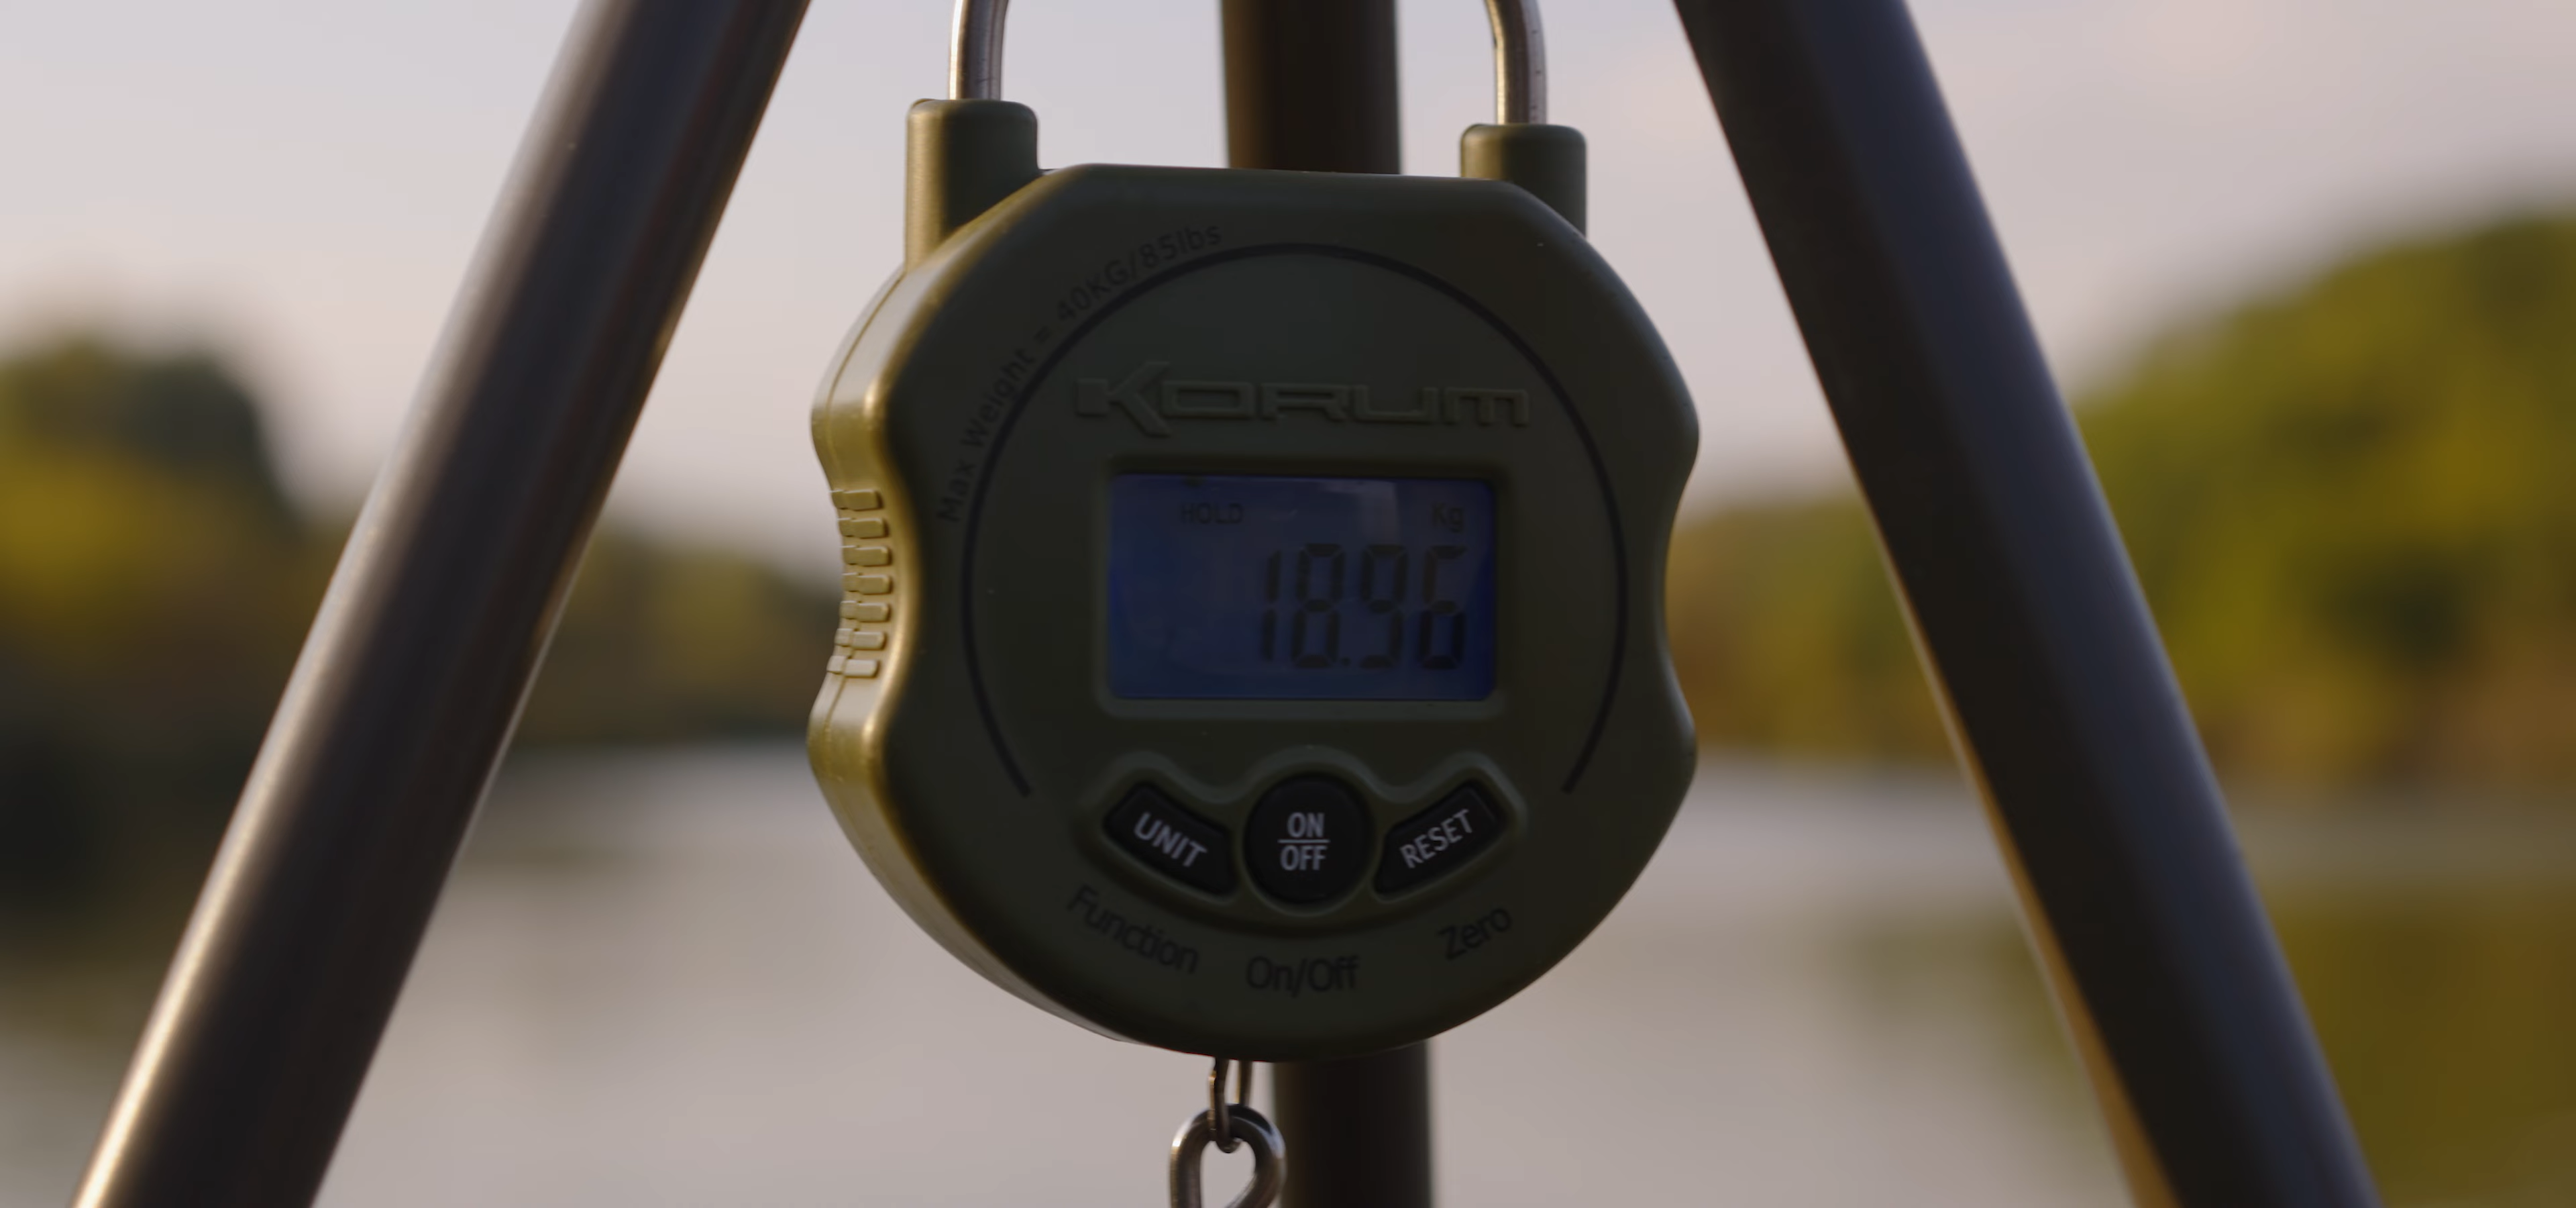 Max Weight = 40KG/85lbs
KORUM
HOLD Kg
18.96
UNIT
ON
OFF
RESET
Function
On/Off
Zero